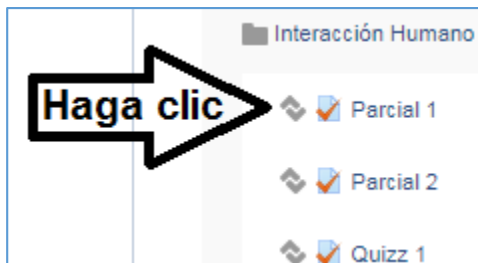 Interacción Humano
Haga clic
Parcial 1
Parcial 2
Quizz 1